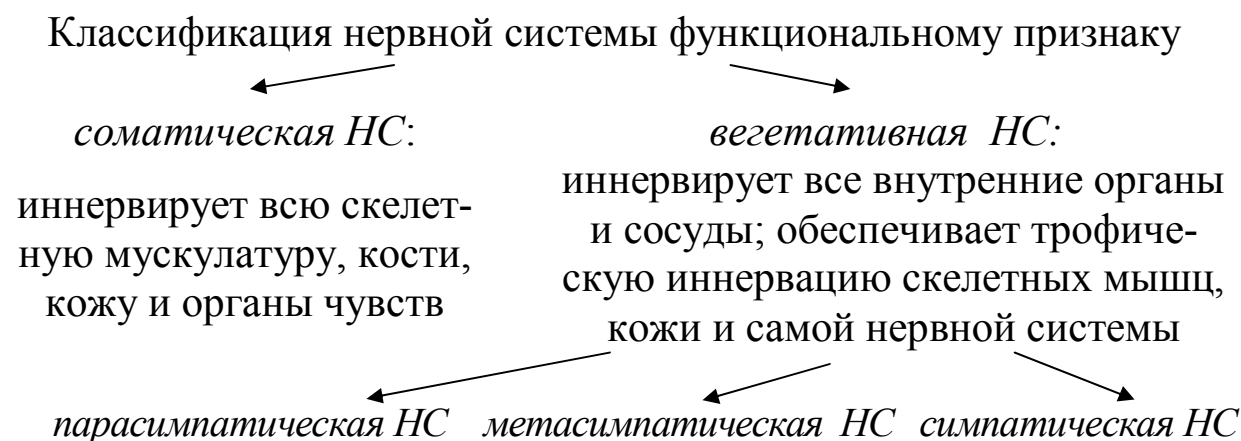 Классификация нервной системы функциональному признаку
соматическая НС:
иннервирует всю скелет-
ную мускулатуру, кости,
кожу и органы чувств
вегетативная НС:
иннервирует все внутренние органы
и сосуды; обеспечивает трофиче-
скую иннервацию скелетных мышц,
кожи и самой нервной системы
парасимпатическая НС метасимпатическая НС симпатическая НС